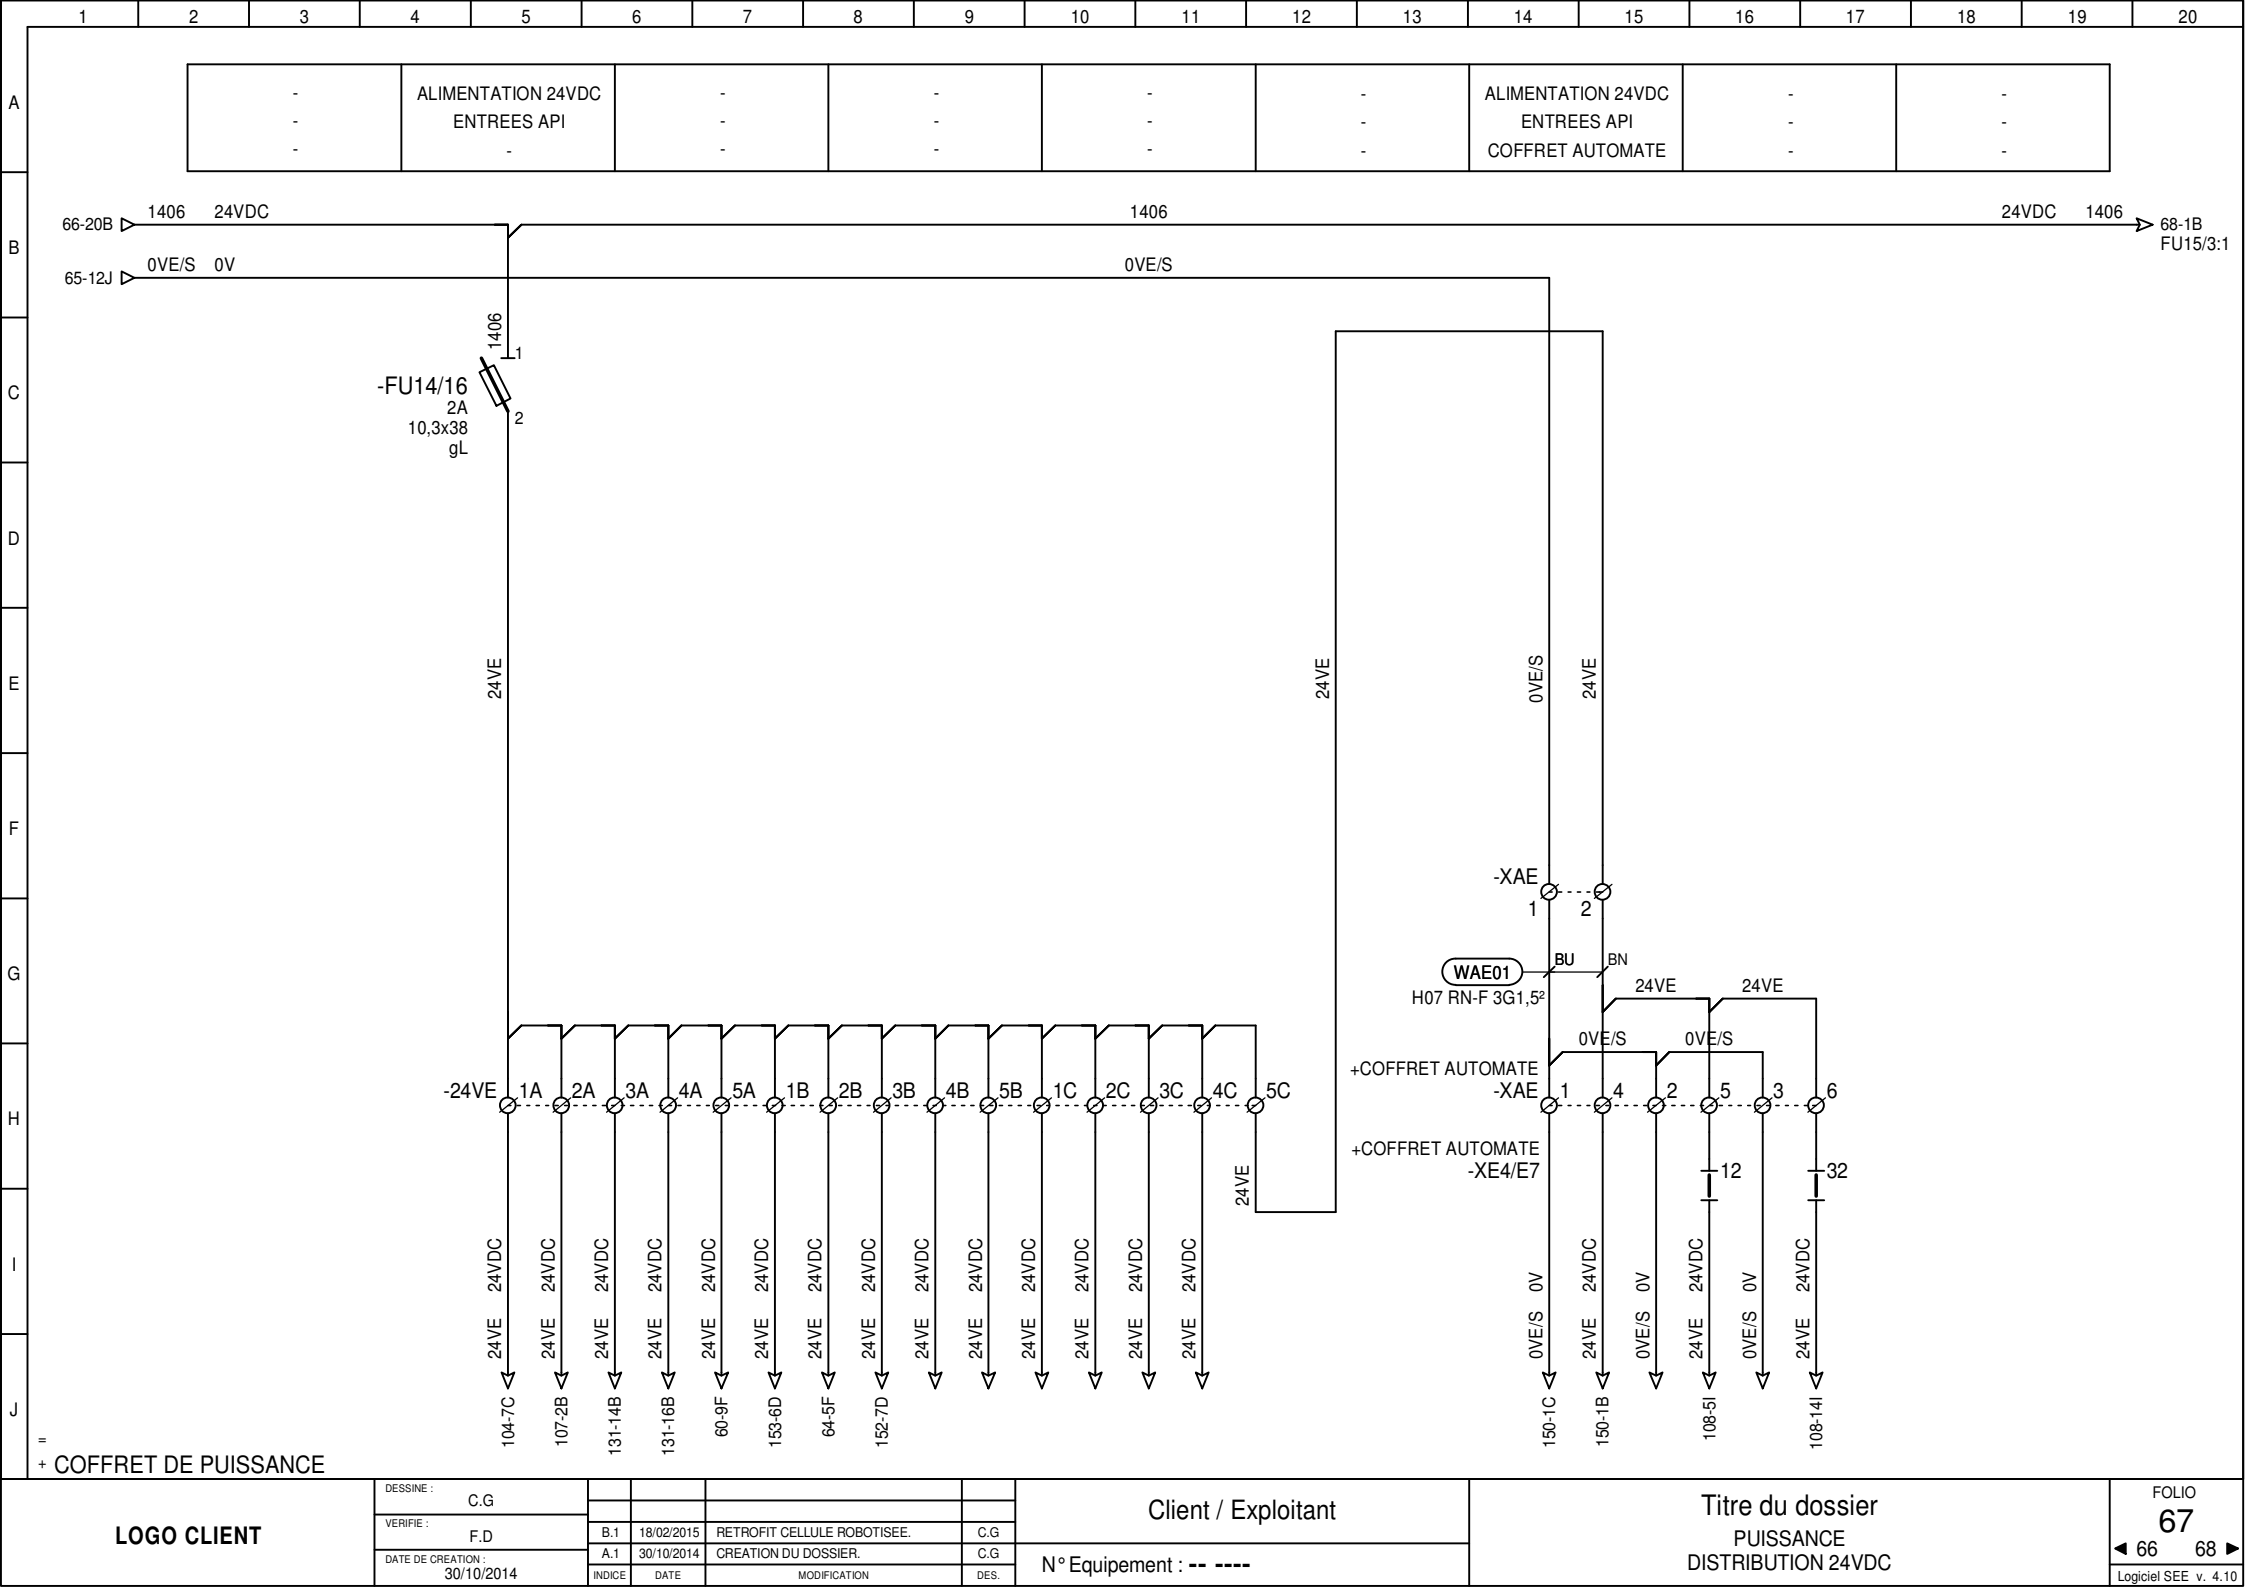 1 2 3 4 5 6 7 8 9 10 11 12 13 14 15 16 17 18 19 20
A
- ALIMENTATION 24VDC - - - - ALIMENTATION 24VDC - -
- ENTREES API - - - - ENTREES API - -
- - - - - - COFFRET AUTOMATE - -
B
66-20B 1406 24VDC 1406 24VDC 1406 68-1B
FU15/3:1
65-12J 0VE/S 0V 0VE/S
C
1406
1
-FU14/16
2A
2
10,3x38
gL
D
E
24VE 24VE 0VE/S 24VE
F
-XAE
1 2
G
WAE01 BU BN
H07 RN-F 3G1,5²
24VE 24VE
0VE/S 0VE/S
H
+COFFRET AUTOMATE
-24VE 1A 2A 3A 4A 5A 1B 2B 3B 4B 5B 1C 2C 3C 4C 5C
-XAE 1 4 2 5 3 6
+COFFRET AUTOMATE
-XE4/E7 12 32
24VE
I
24VDC 24VDC 24VDC 24VDC 24VDC 24VDC 24VDC 24VDC 24VDC 24VDC 24VDC 24VDC 24VDC 24VDC 0V 24VDC 0V 24VDC 0V 24VDC
24VE 24VE 24VE 24VE 24VE 24VE 24VE 24VE 24VE 24VE 24VE 24VE 24VE 24VE 0VE/S 24VE 0VE/S 24VE 0VE/S 24VE
J
104-7C 107-2B 131-14B 131-16B 60-9F 153-6D 64-5F 152-7D 150-1C 150-1B 108-5I 108-14I
=
+ COFFRET DE PUISSANCE
LOGO CLIENT
DESSINE :
C.G
VERIFIE :
F.D
DATE DE CREATION :
30/10/2014
B.1 18/02/2015 RETROFIT CELLULE ROBOTISEE. C.G
A.1 30/10/2014 CREATION DU DOSSIER. C.G
INDICE DATE MODIFICATION DES.
Client / Exploitant
N° Equipement : -- ----
Titre du dossier
PUISSANCE
DISTRIBUTION 24VDC
FOLIO
67
66 68
Logiciel SEE v. 4.10